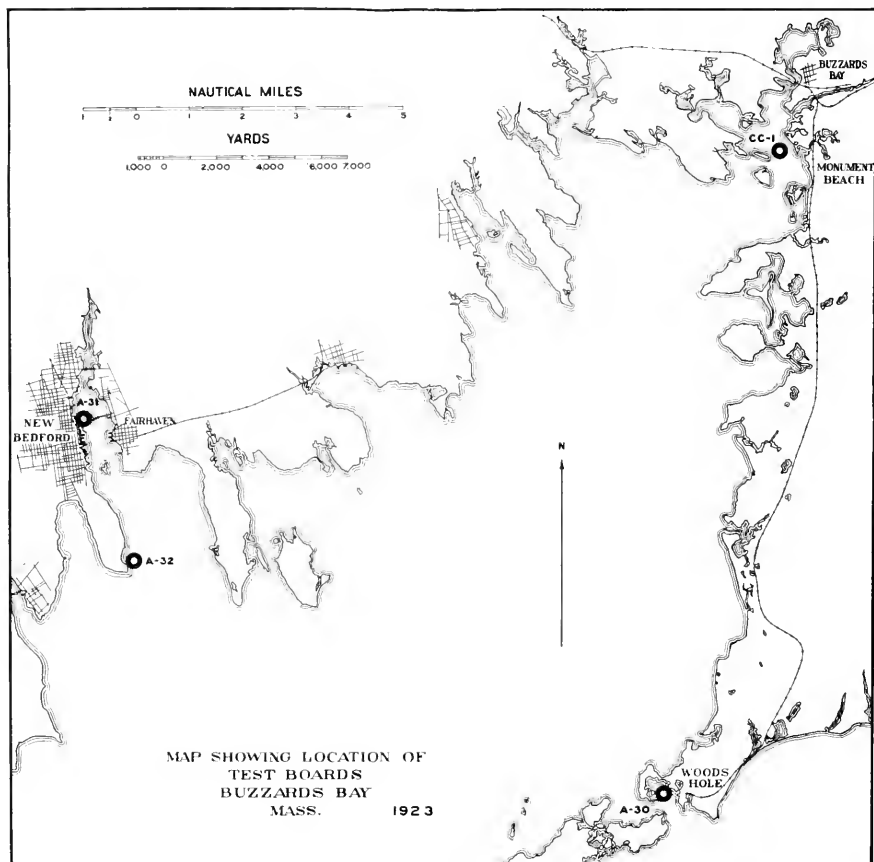 NAUTICAL MILES
1 ½ 0 1 2 3 4 5
YARDS
1,000 0 2,000 4,000 6,000 7,000
BUZZARDS
BAY
CC-1
MONUMENT
BEACH
A-31
NEW
BEDFORD
FAIRHAVEN
N
A-32
MAP SHOWING LOCATION OF
TEST BOARDS
BUZZARDS BAY
MASS. 1923
WOODS
HOLE
A-30